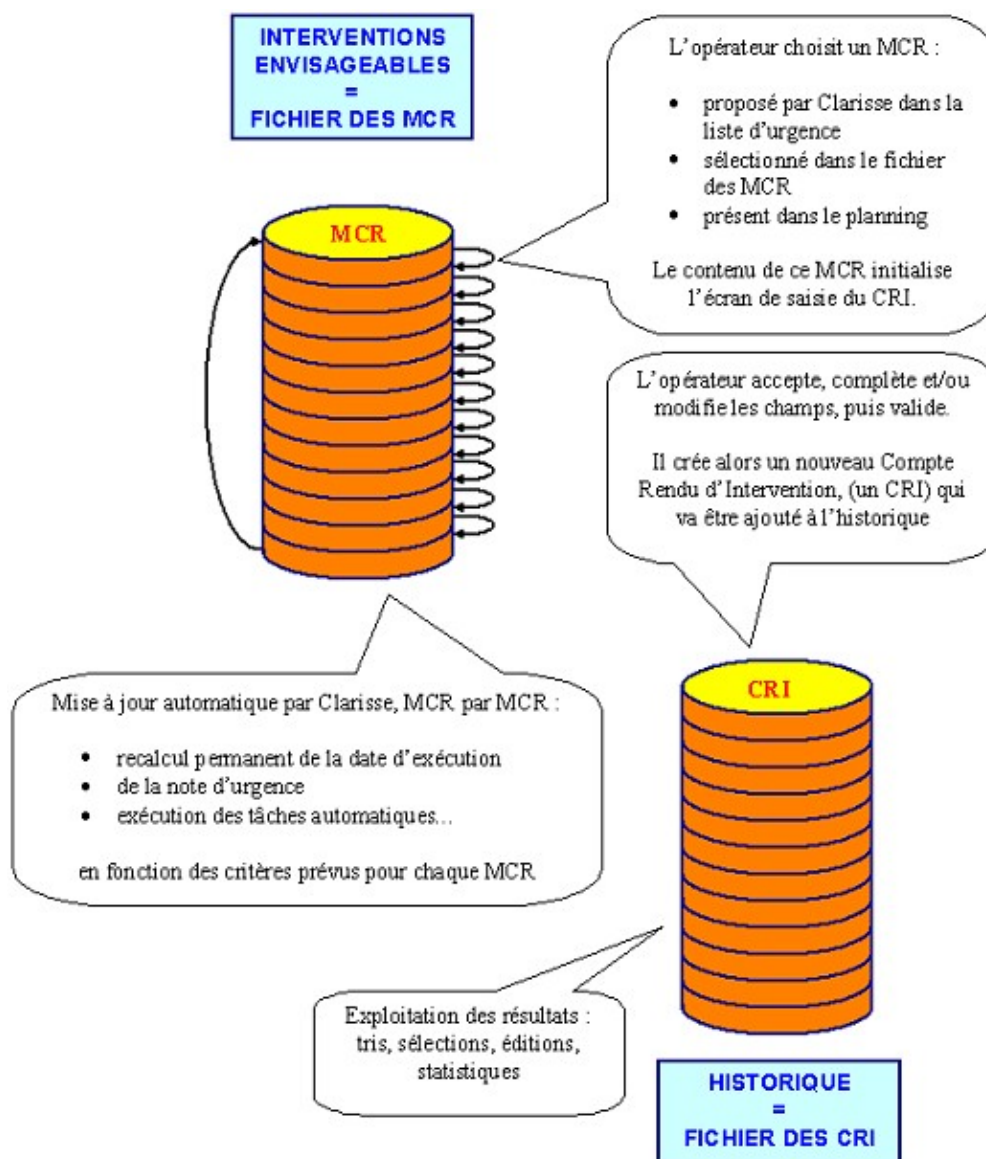 INTERVENTIONS
ENVISAGEABLES
=
FICHIER DES MCR
L'opérateur choisit un MCR :
• proposé par Clarisse dans la
liste d'urgence
• sélectionné dans le fichier
des MCR
• présent dans le planning
Le contenu de ce MCR initialise
l'écran de saisie du CRI.
MCR
L'opérateur accepte, complète et/ou
modifie les champs, puis valide.
Il crée alors un nouveau Compte
Rendu d'Intervention, (un CRI) qui
va être ajouté à l'historique
Mise à jour automatique par Clarisse, MCR par MCR :
• recalcul permanent de la date d'exécution
• de la note d'urgence
• exécution des tâches automatiques...
en fonction des critères prévus pour chaque MCR
CRI
Exploitation des résultats :
tris, sélections, éditions,
statistiques
HISTORIQUE
=
FICHIER DES CRI